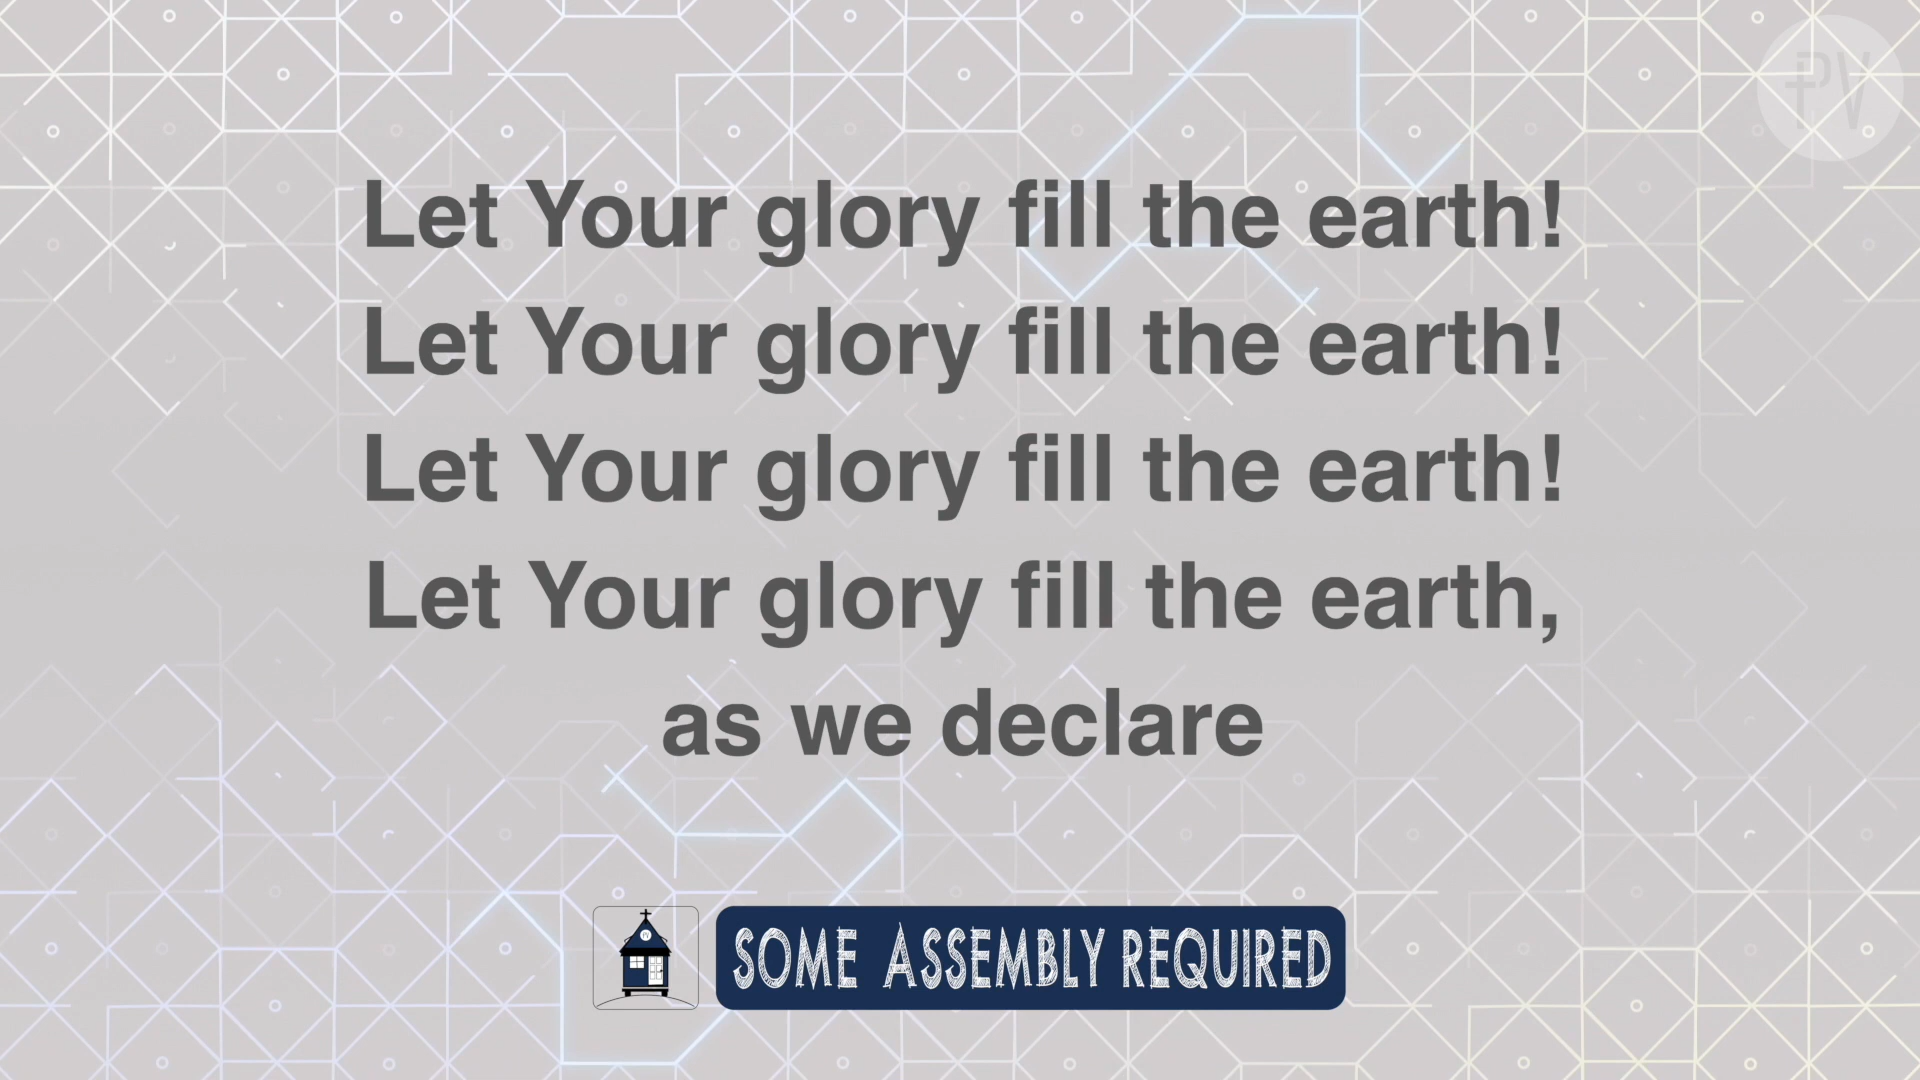 PV
Let Your glory fill the earth!
Let Your glory fill the earth!
Let Your glory fill the earth!
Let Your glory fill the earth,
as we declare
SOME ASSEMBLY REQUIRED